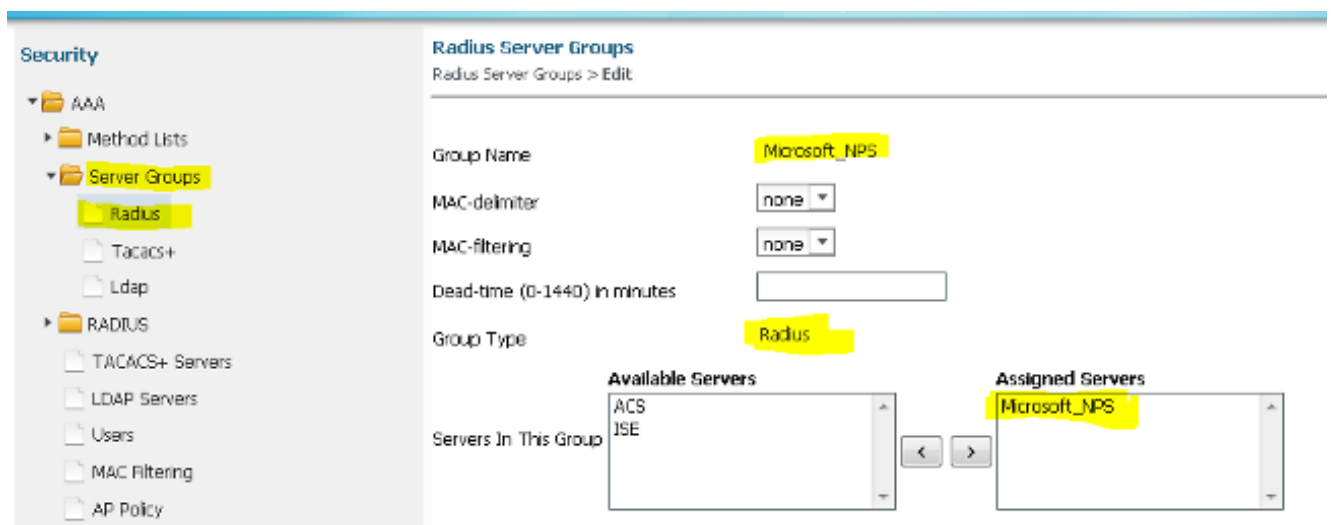 Security
AAA
Method Lists
Server Groups
Radius
Tacacs+
Ldap
RADIUS
TACACS+ Servers
LDAP Servers
Users
MAC Filtering
AP Policy
Radius Server Groups
Radius Server Groups > Edit
Group Name Microsoft_NPS
MAC-delimiter none
MAC-filtering none
Dead-time (0-1440) in minutes
Group Type Radius
Available Servers Assigned Servers
Servers In This Group
ACS
ISE
< >
Microsoft_NPS